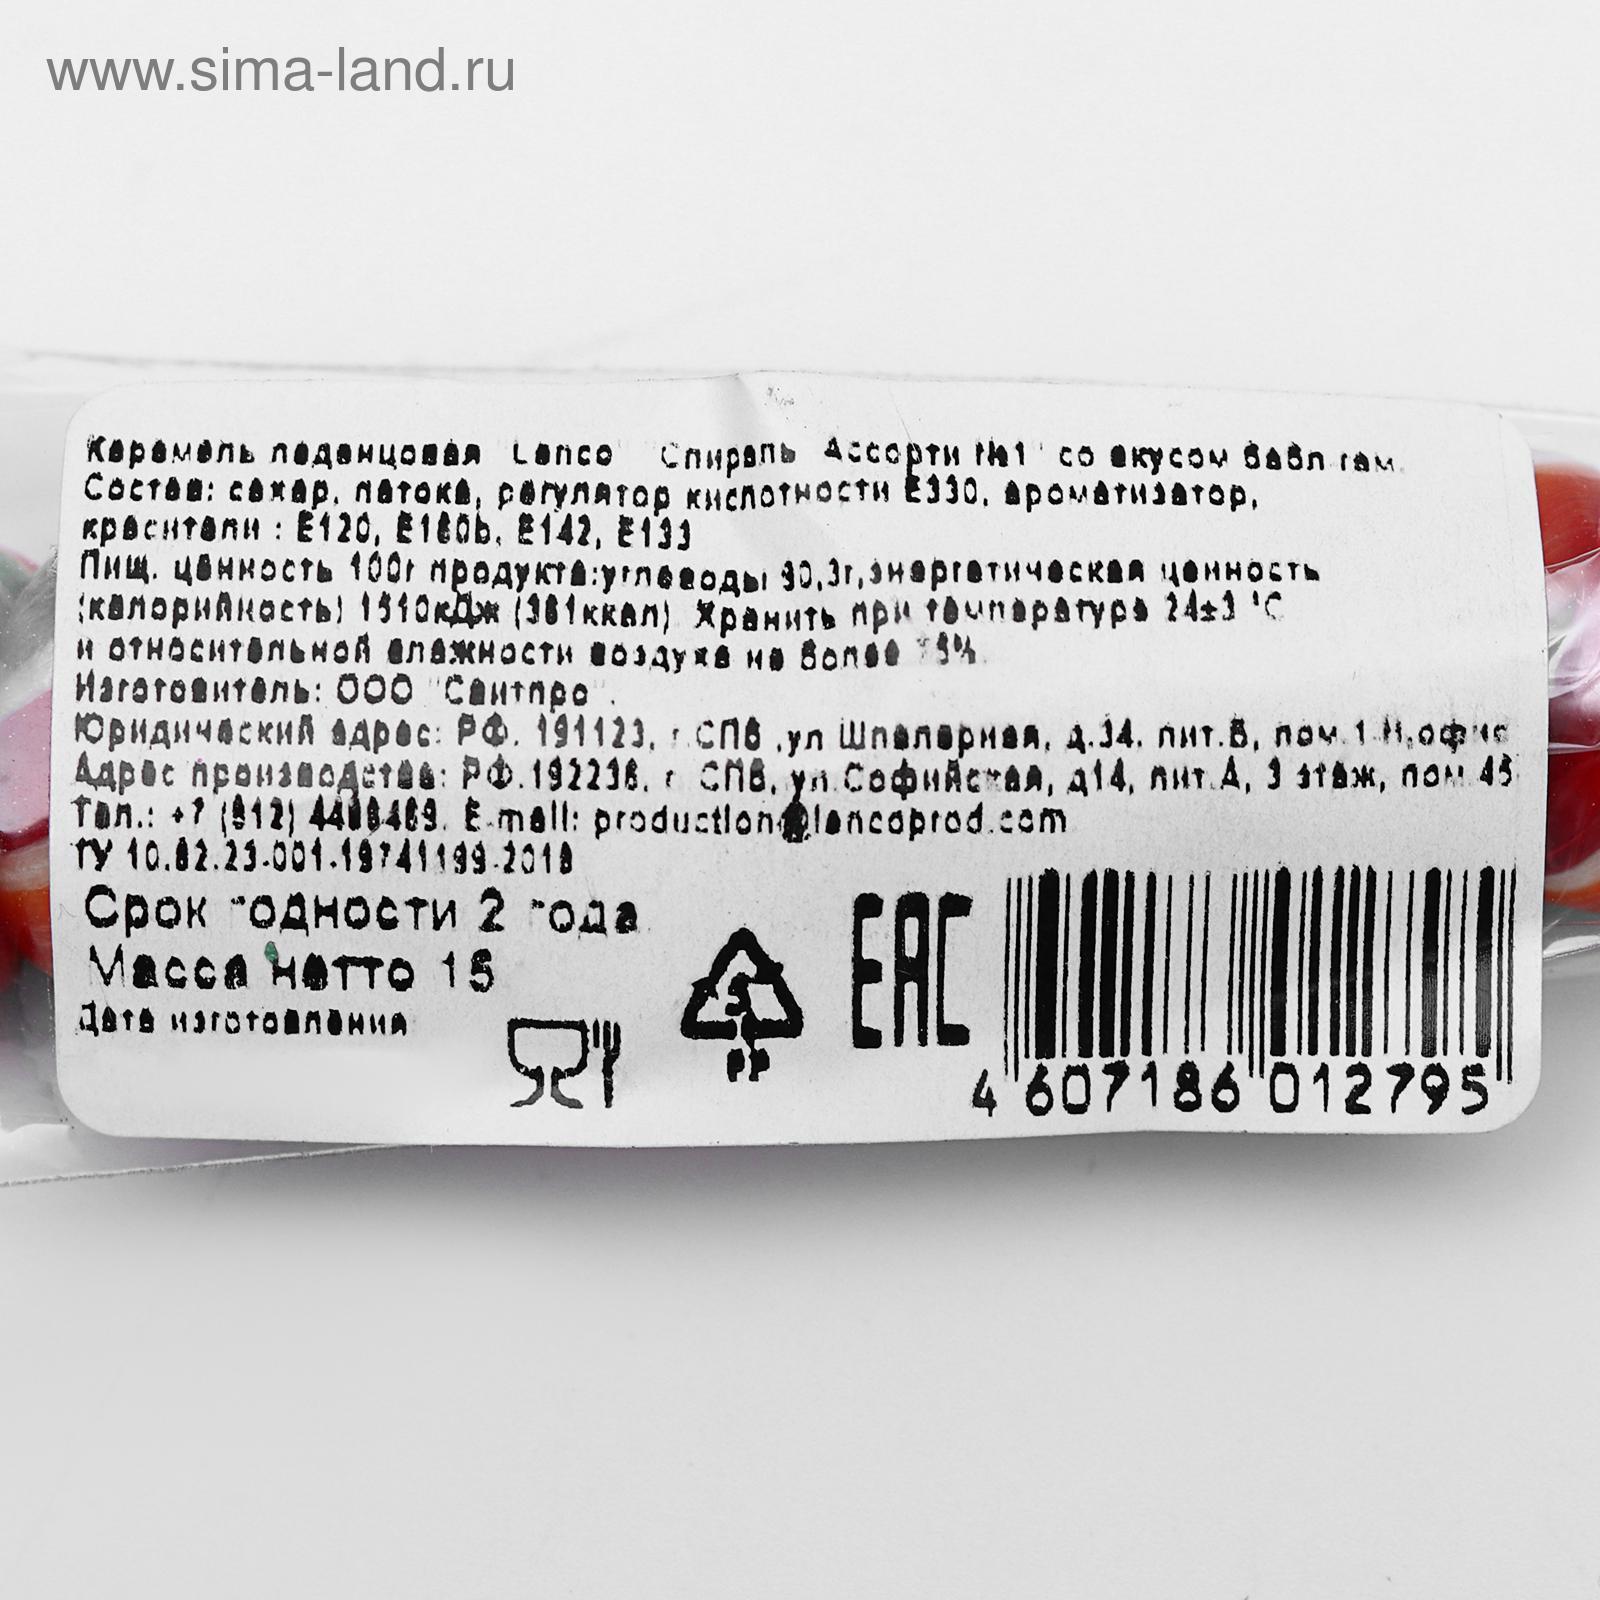 www.sima-land.ru
Карамель леденцовая "Lanco" "Спираль Ассорти №1" со вкусом бабл гам.
Состав: сахар, патока, регулятор кислотности Е330, ароматизатор,
красители : Е120, Е160b, Е142, Е133
Пищ. ценность 100г продукта:углеводы 90,3г,энергетическая ценность
(калорийность) 1510кДж (361ккал) Хранить при температуре 24±3 °С
и относительной влажности воздуха не более
Изготовитель: ООО "Сантпро".
Юридический адрес: РФ. 191123, г.СПб ,ул Шпалерная, д.34, лит.Б, пом.1-Н,офис
Адрес производства: РФ.192236, г. СПб, ул.Софийская, д14, лит.А, 3 этаж, пом.45
Тел.: +7 (812) E-mail: production@lancoprod.com
ТУ 10.82.23-001-19741199-2018
Срок годности 2 года
Масса нетто 15
Дата изготовления
5
PP
EAC
4 607186 012795